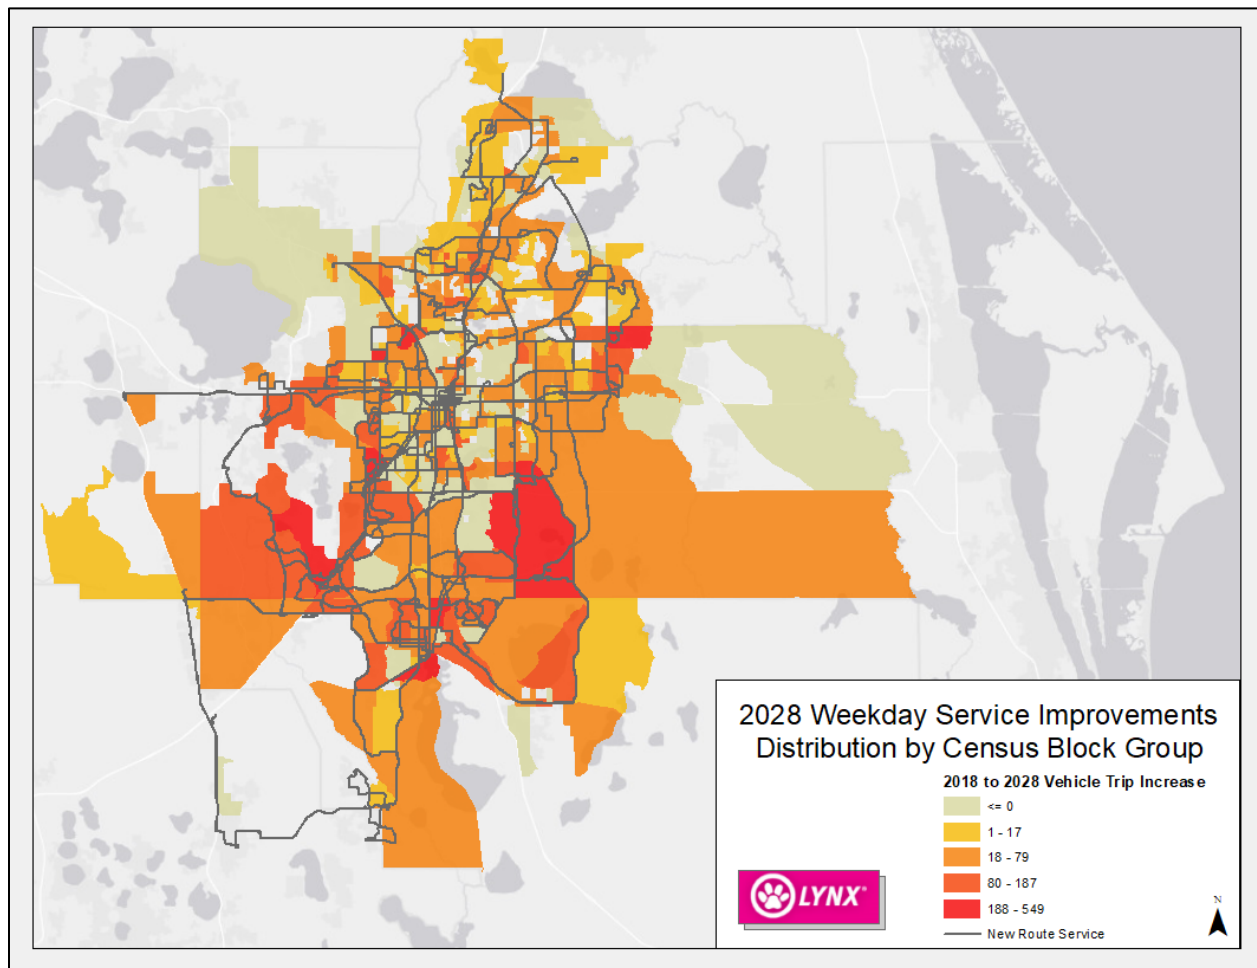 2028 Weekday Service Improvements
Distribution by Census Block Group
2018 to 2028 Vehicle Trip Increase
<= 0
1 - 17
18 - 79
80 - 187
188 - 549
New Route Service
LYNX®
N